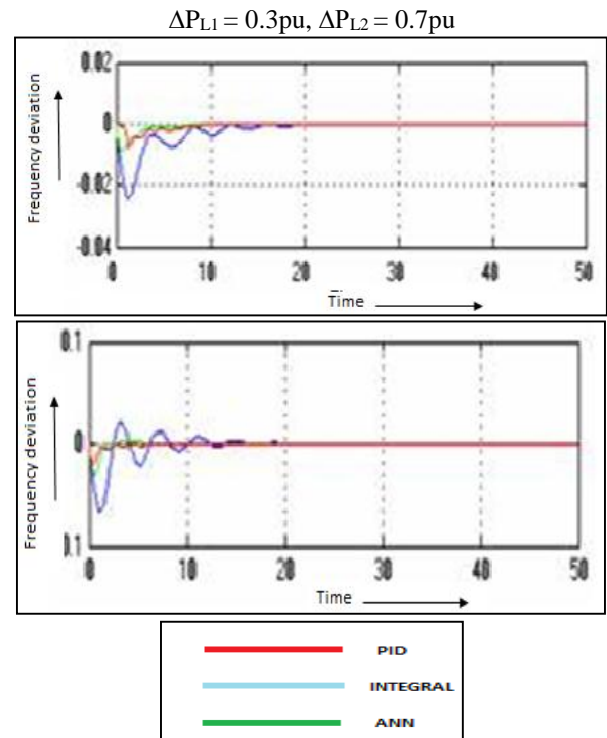 ΔPL1 = 0.3pu, ΔPL2 = 0.7pu
Frequency deviation
0.02
0
-0.02
-0.04
0 10 20 30 40 50
Time
Frequency deviation
0.1
0
0.1
0 10 20 30 40 50
Time
PID
INTEGRAL
ANN